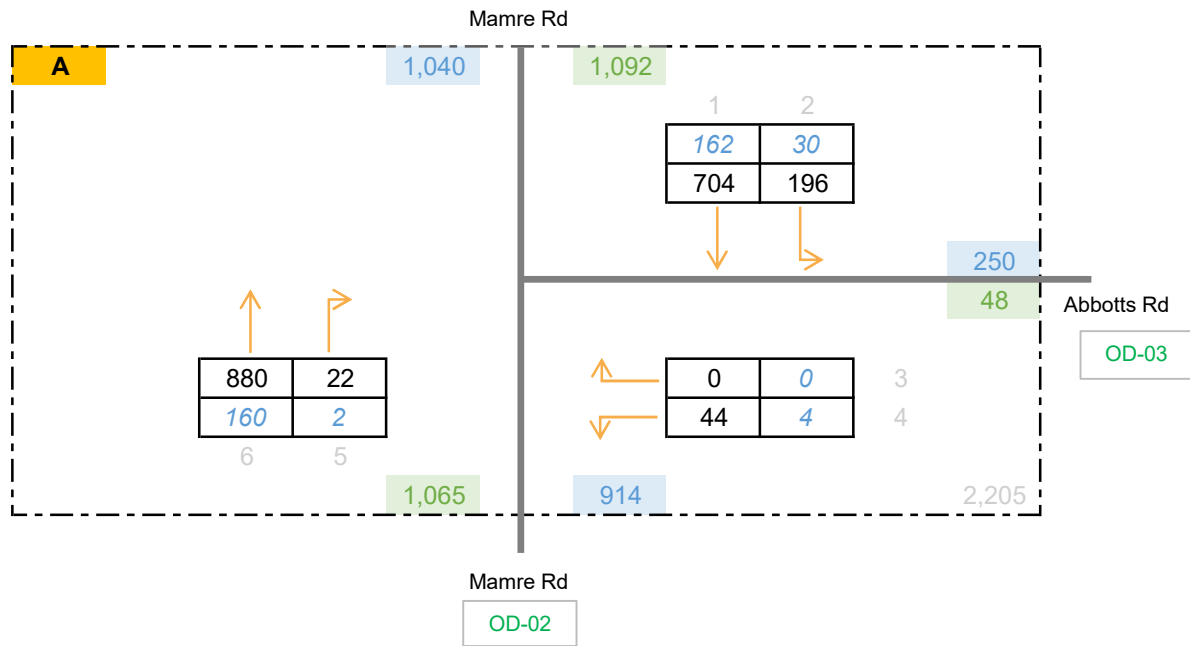 Mamre Rd
A 1,040 1,092
1 2
162 30
704 196
250
48
Abbotts Rd
OD-03
880 22
160 2
6 5
0 0 3
44 4 4
1,065 914 2,205
Mamre Rd
OD-02